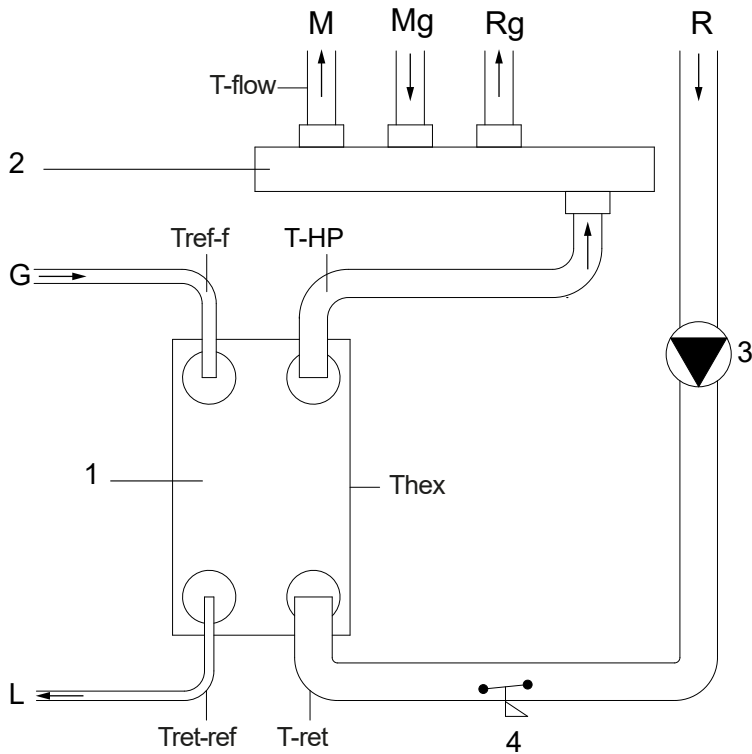 M Mg Rg R
T-flow
2
Tref-f T-HP
G
3
1
Thex
L
Tret-ref T-ret 4